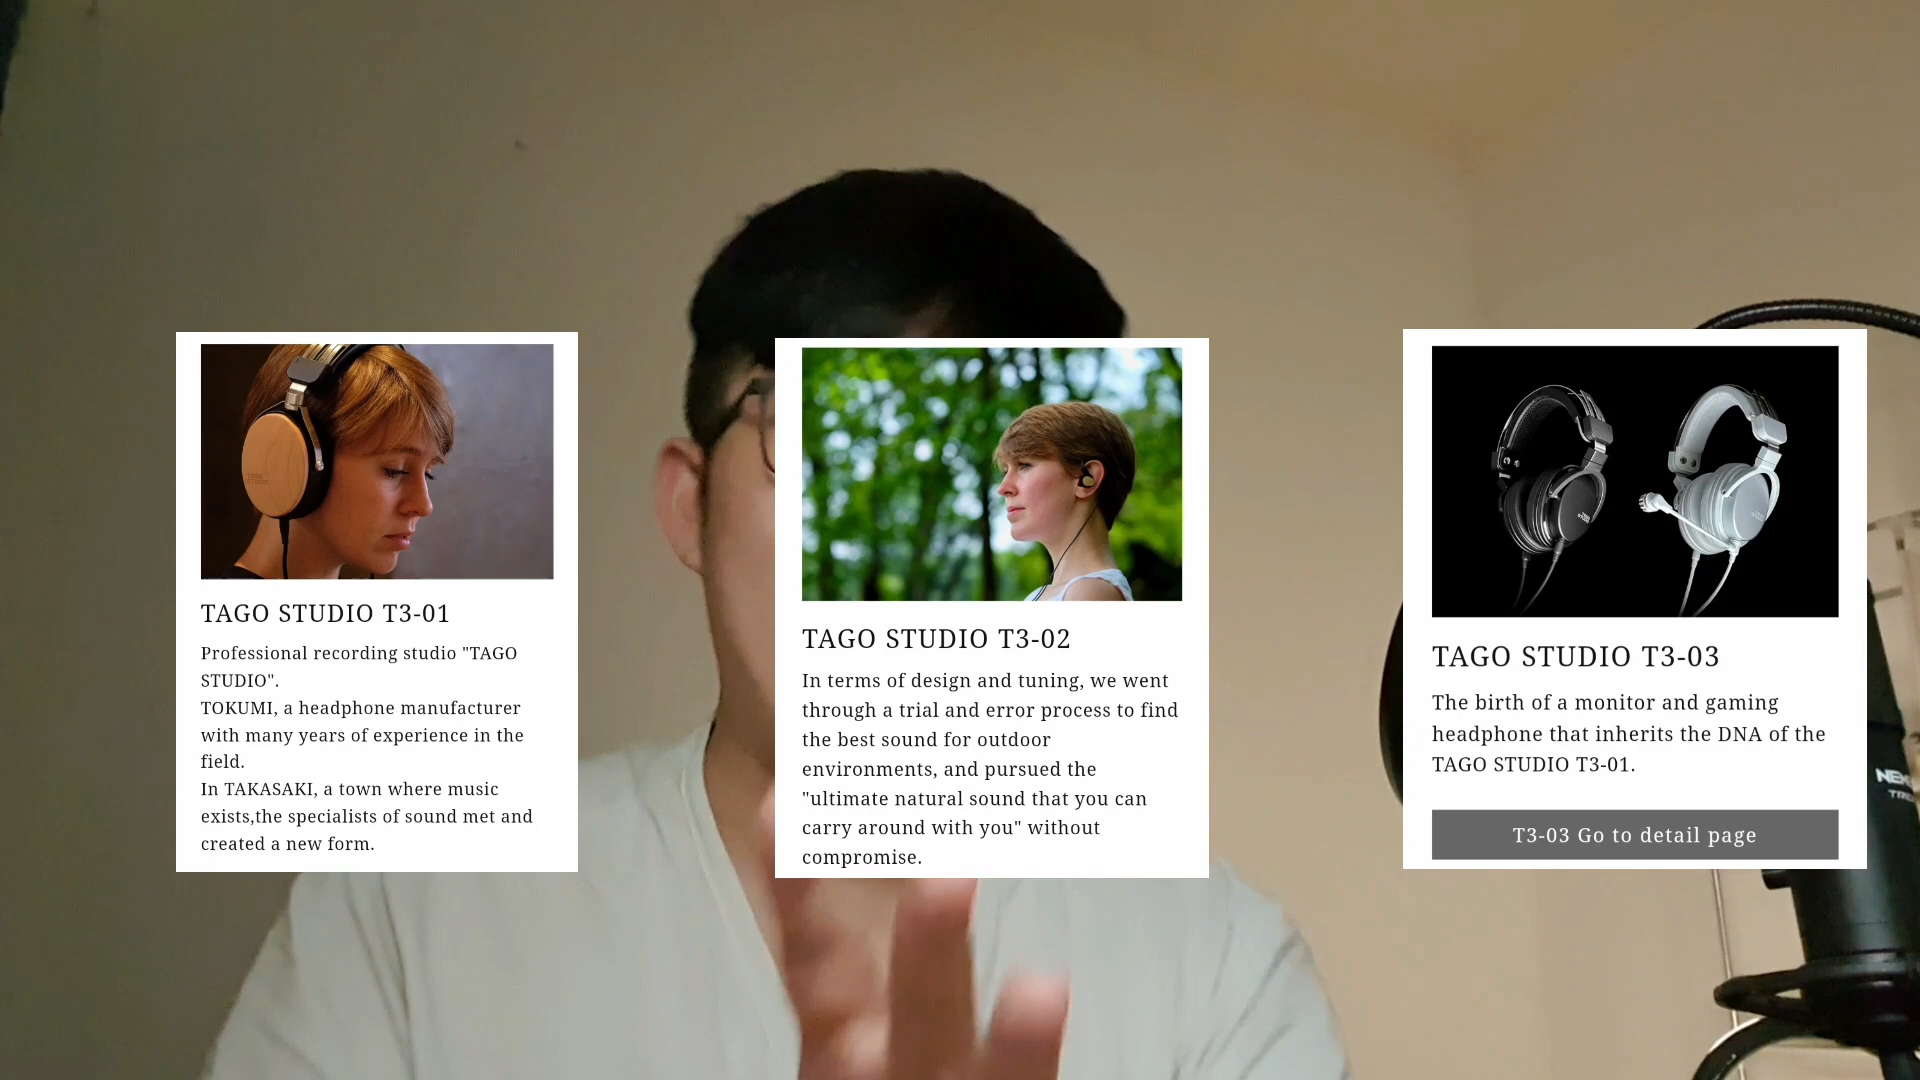 TAGO STUDIO T3-01
Professional recording studio "TAGO
STUDIO".
TOKUMI, a headphone manufacturer
with many years of experience in the
field.
In TAKASAKI, a town where music
exists,the specialists of sound met and
created a new form.
TAGO STUDIO T3-02
In terms of design and tuning, we went
through a trial and error process to find
the best sound for outdoor
environments, and pursued the
"ultimate natural sound that you can
carry around with you" without
compromise.
TAGO STUDIO T3-03
The birth of a monitor and gaming
headphone that inherits the DNA of the
TAGO STUDIO T3-01.
T3-03 Go to detail page